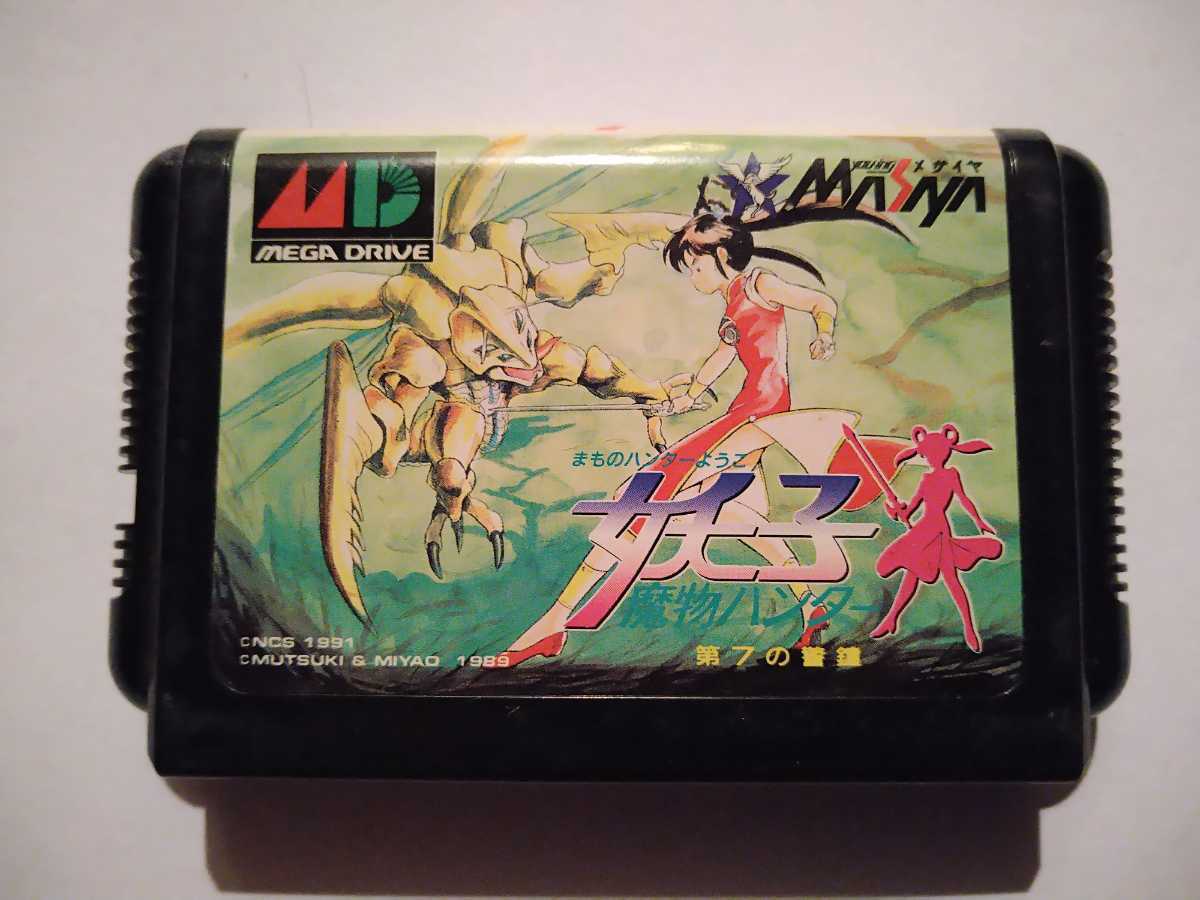 MD
MEGA DRIVE
メサイヤ
MASAYA
まものハンターようこ
妖子
魔物ハンター
第7の警鐘
©NCS 1991
©MUTSUKI & MIYAO 1989